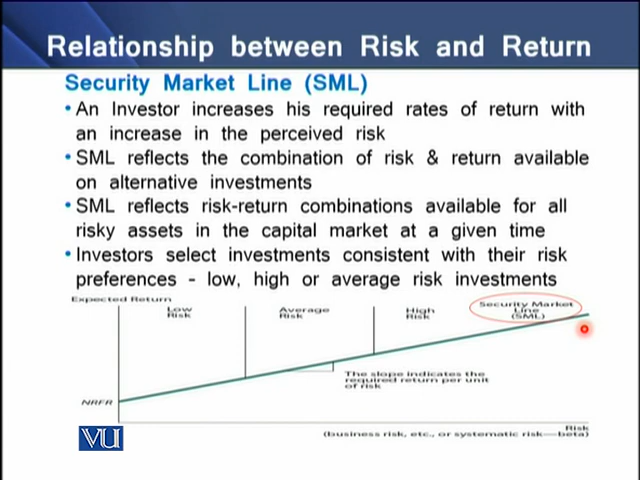 Relationship between Risk and Return
Security Market Line (SML)
• An Investor increases his required rates of return with
an increase in the perceived risk
• SML reflects the combination of risk & return available
on alternative investments
• SML reflects risk-return combinations available for all
risky assets in the capital market at a given time
• Investors select investments consistent with their risk
preferences - low, high or average risk investments
Expected Return
Low
Risk
Average
Risk
High
Risk
Security Market
Line
(SML)
The slope indicates the
required return per unit
of risk
NRFR
Risk
(business risk, etc., or systematic risk—beta)
VU